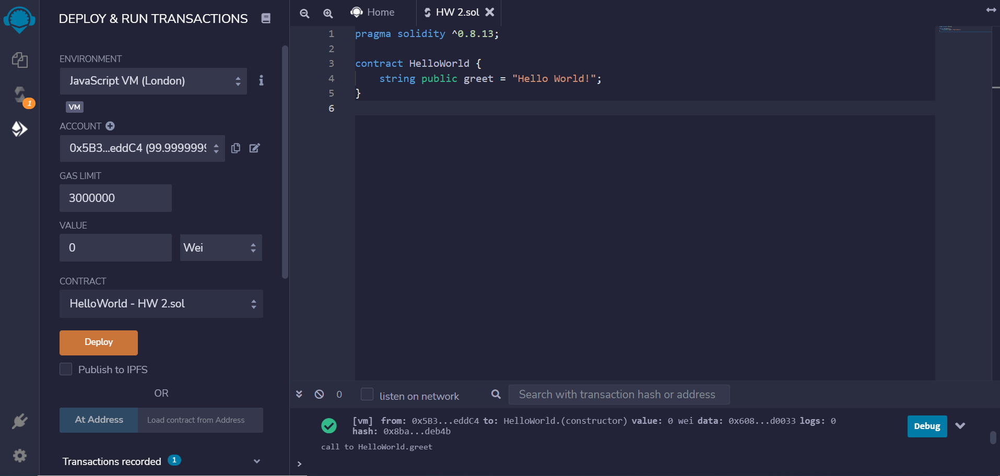 DEPLOY & RUN TRANSACTIONS
ENVIRONMENT
JavaScript VM (London)
VM
ACCOUNT
0x5B3...eddC4 (99.9999999
GAS LIMIT
3000000
VALUE
0
Wei
CONTRACT
HelloWorld - HW 2.sol
Deploy
Publish to IPFS
OR
At Address
Load contract from Address
Transactions recorded 1
1
Home
HW 2.sol
1 pragma solidity ^0.8.13;
2
3 contract HelloWorld {
4 string public greet = "Hello World!";
5 }
6
0
listen on network
Search with transaction hash or address
[vm] from: 0x5B3...eddC4 to: HelloWorld.(constructor) value: 0 wei data: 0x608...d0033 logs: 0
hash: 0x8ba...deb4b
Debug
call to HelloWorld.greet
>